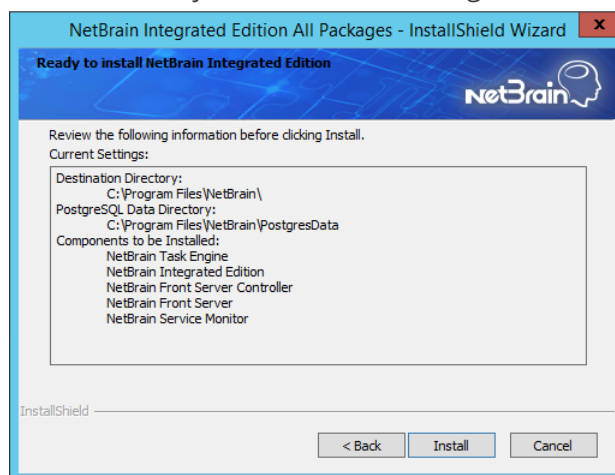 NetBrain Integrated Edition All Packages - InstallShield Wizard
x
Ready to install NetBrain Integrated Edition
NetBrain
Review the following information before clicking Install.
Current Settings:
Destination Directory:
C:\Program Files\NetBrain\
PostgreSQL Data Directory:
C:\Program Files\NetBrain\PostgresData
Components to be Installed:
NetBrain Task Engine
NetBrain Integrated Edition
NetBrain Front Server Controller
NetBrain Front Server
NetBrain Service Monitor
InstallShield
< Back
Install
Cancel